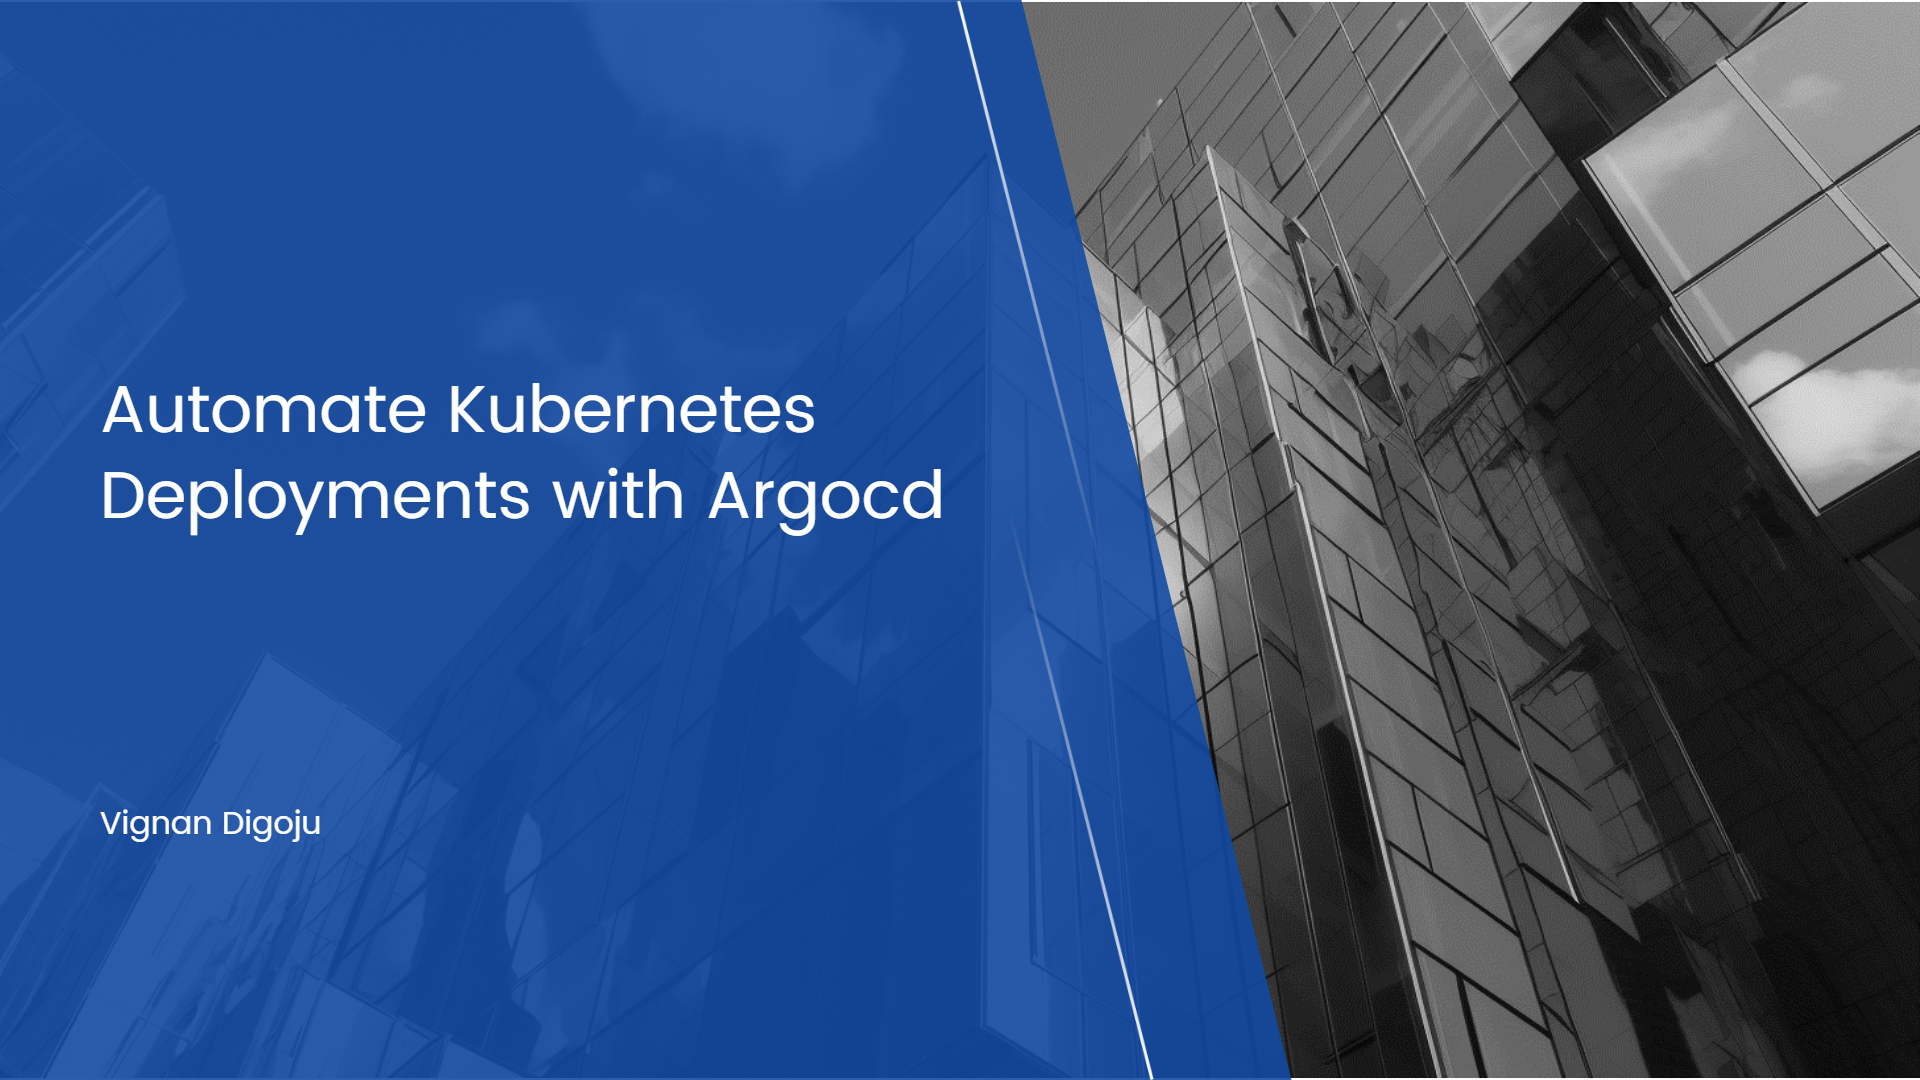 Automate Kubernetes
Deployments with Argocd
Vignan Digoju